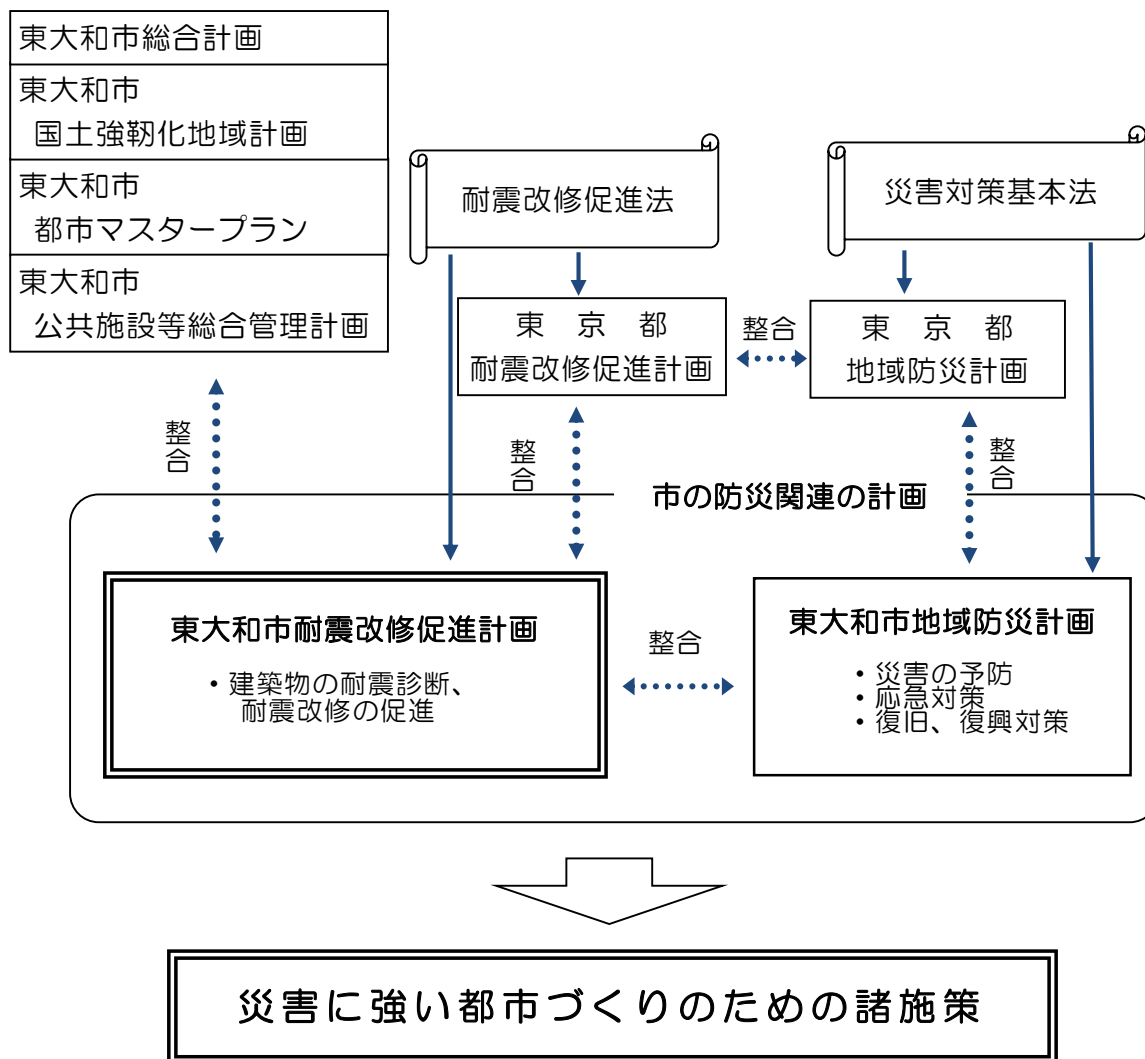 東大和市総合計画
東大和市
国土強靭化地域計画
東大和市
都市マスタープラン
東大和市
公共施設等総合管理計画
耐震改修促進法
災害対策基本法
東 京 都
耐震改修促進計画
整合
東 京 都
地域防災計画
整合
整合
整合
市の防災関連の計画
東大和市耐震改修促進計画
・建築物の耐震診断、
耐震改修の促進
整合
東大和市地域防災計画
・災害の予防
・応急対策
・復旧、復興対策
災害に強い都市づくりのための諸施策